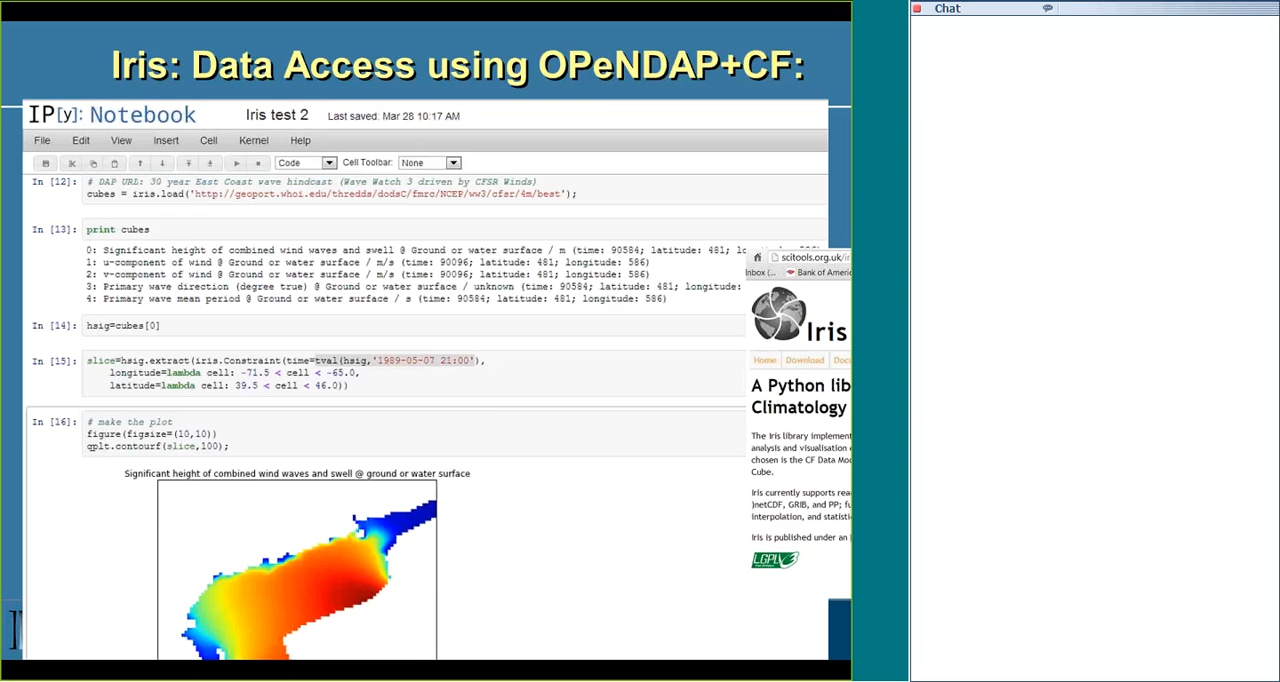 Iris: Data Access using OPeNDAP+CF:
IP[y]: Notebook
Iris test 2
Last saved: Mar 28 10:17 AM
File Edit View Insert Cell Kernel Help
Code
Cell Toolbar:
None
In [12]:
# DAP URL: 30 year East Coast wave hindcast (Wave Watch 3 driven by CFSR Winds)
cubes = iris.load('http://geoport.whoi.edu/thredds/dodsC/fmrc/NCEP/ww3/cfsr/4m/best');
In [13]:
print cubes
0: Significant height of combined wind waves and swell @ Ground or water surface / m (time: 90584; latitude: 481; lo
1: u-component of wind @ Ground or water surface / m/s (time: 90096; latitude: 481; longitude: 586)
2: v-component of wind @ Ground or water surface / m/s (time: 90096; latitude: 481; longitude: 586)
3: Primary wave direction (degree true) @ Ground or water surface / unknown (time: 90584; latitude: 481; longitude:
4: Primary wave mean period @ Ground or water surface / s (time: 90584; latitude: 481; longitude: 586)
In [14]:
hsig=cubes[0]
In [15]:
slice=hsig.extract(iris.Constraint(time=tval(hsig,'1989-05-07 21:00'),
longitude=lambda cell: -71.5 < cell < -65.0,
latitude=lambda cell: 39.5 < cell < 46.0))
In [16]:
# make the plot
figure(figsize=(10,10))
qplt.contourf(slice,100);
Significant height of combined wind waves and swell @ ground or water surface
scitools.org.uk/iri
Inbox (... Bank of Americ
Iris
Home Download Doc
A Python lib
Climatology
The Iris library implement
analysis and visualisation
chosen is the CF Data Mod
Cube.
Iris currently supports rea
)netCDF, GRIB, and PP; fu
interpolation, and statisti
Iris is published under an
LGPLv3
Chat